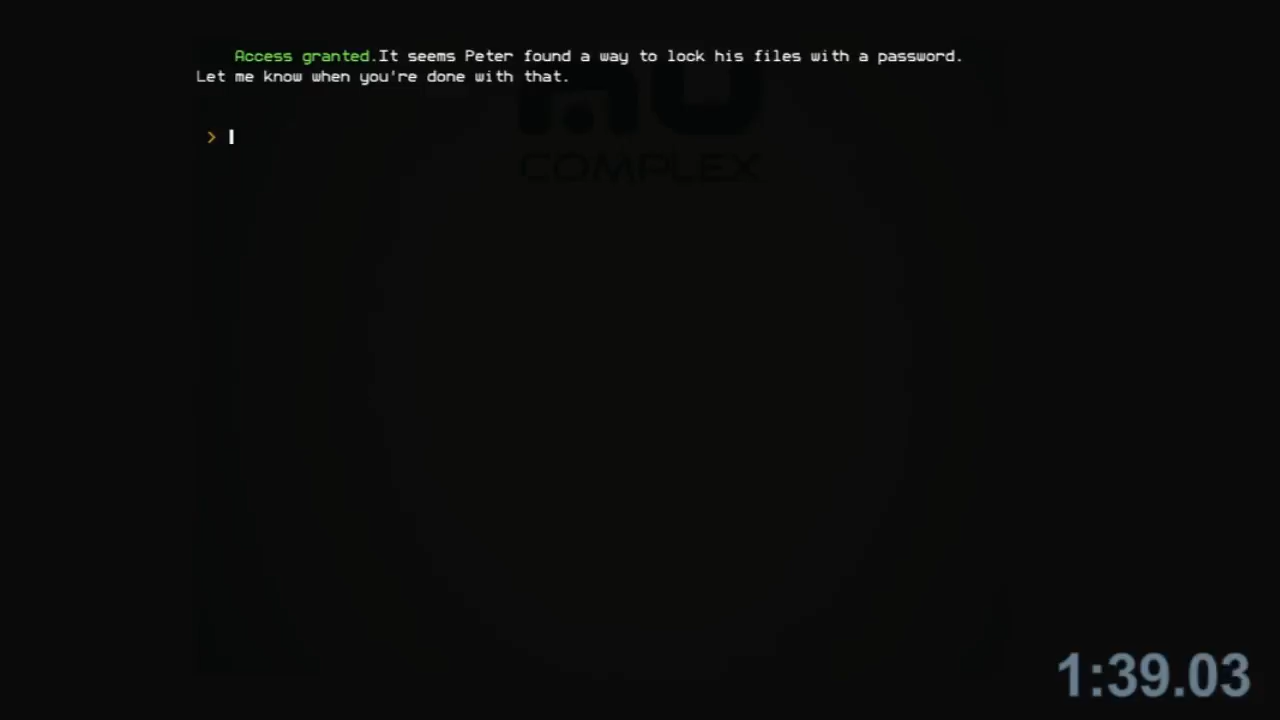 Access granted.It seems Peter found a way to lock his files with a password.
Let me know when you're done with that.
>
COMPLEX
1:39.03